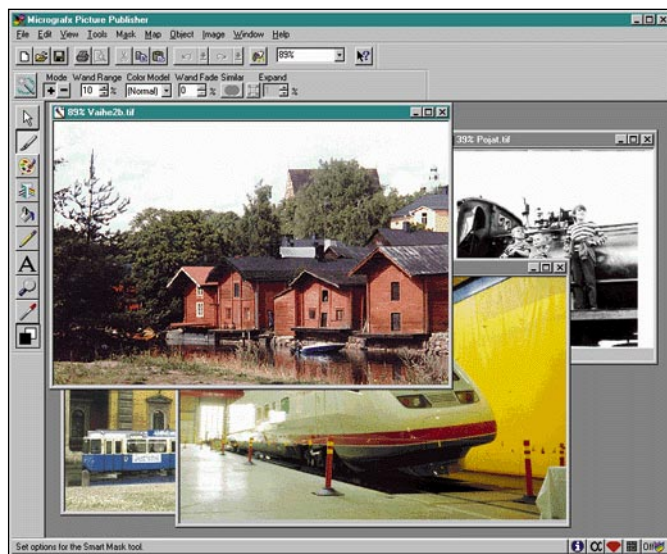 Micrografx Picture Publisher
File Edit View Tools Mask Map Object Image Window Help
89%
Mode Wand Range Color Model Wand Fade Similar Expand
10 % (Normal) 0 % 1 %
89% Vaihe2b.tif
39% Pojat.tif
A
Set options for the Smart Mask tool.
Off